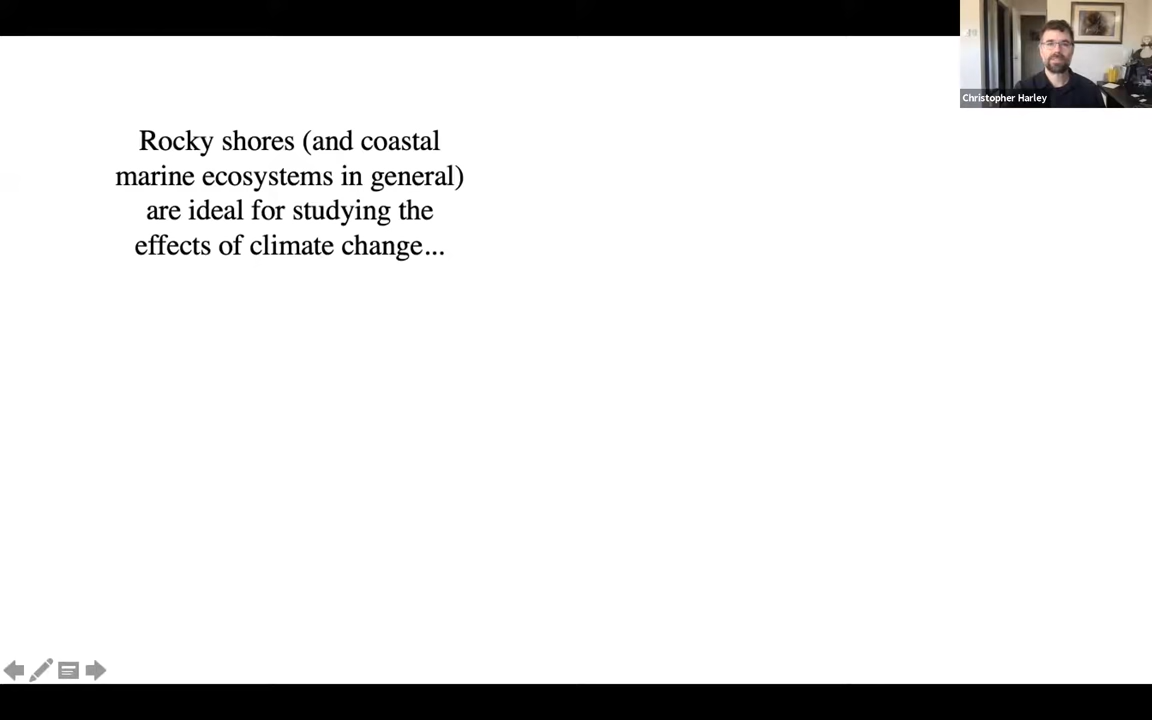 Christopher Harley
Rocky shores (and coastal
marine ecosystems in general)
are ideal for studying the
effects of climate change...